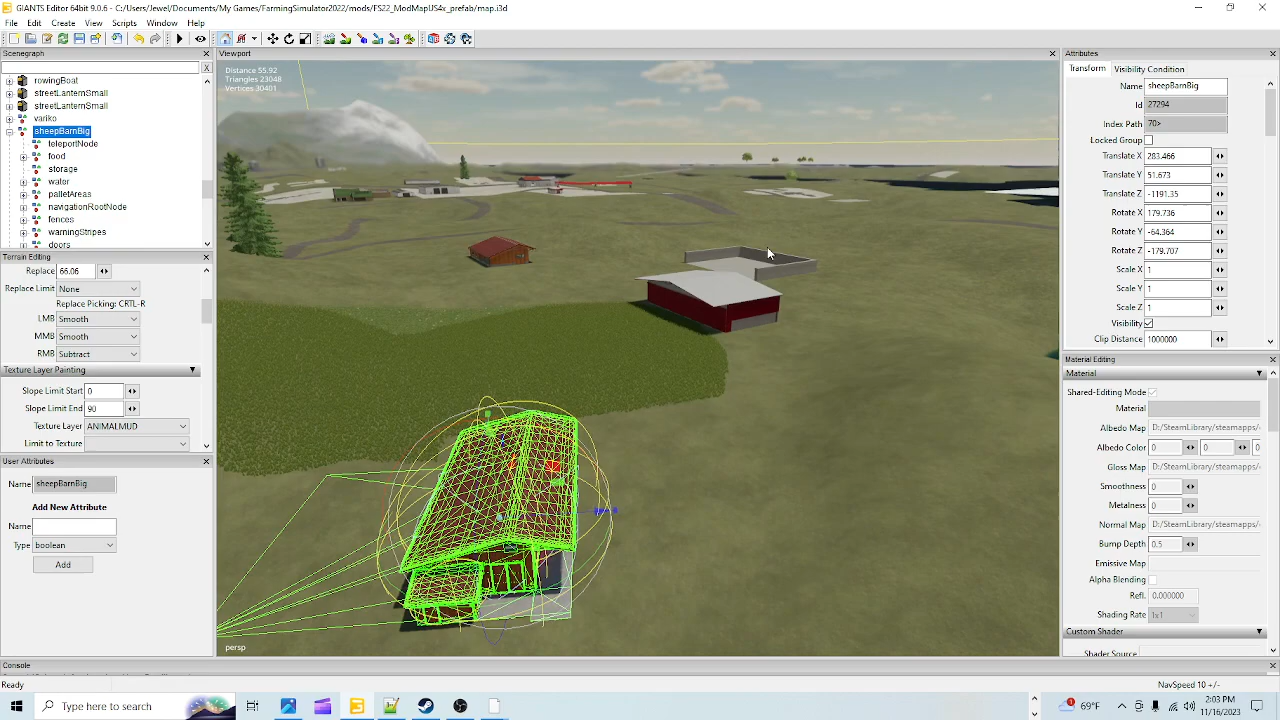 GIANTS Editor 64bit 9.0.6 - C:/Users/Jewel/Documents/My Games/FarmingSimulator2022/mods/FS22_ModMapUS4x_prefab/map.i3d
File Edit View Create Scripts Window Help
Scenegraph
X
rowingBoat
streetLanternSmall
streetLanternSmall
variko
sheepBarnBig
teleportNode
food
storage
water
palletAreas
navigationRootNode
fences
warningStripes
doors
Terrain Editing
Replace 66.06
Replace Limit None
Replace Picking: CRTL-R
LMB Smooth
MMB Smooth
RMB Subtract
Texture Layer Painting
Slope Limit Start 0
Slope Limit End 90
Texture Layer ANIMALMUD
Limit to Texture
User Attributes
Name sheepBarnBig
Add New Attribute
Name
Type boolean
Add
Viewport
Distance 55.92
Triangles 23048
Vertices 30401
persp
Attributes
Transform Visibility Condition
Name sheepBarnBig
Id 27294
Index Path 70>
Locked Group
Translate X 283.466
Translate Y 51.673
Translate Z -1191.35
Rotate X 179.736
Rotate Y -64.364
Rotate Z -179.707
Scale X 1
Scale Y 1
Scale Z 1
Visibility
Clip Distance 1000000
Material Editing
Material
Shared-Editing Mode
Material
Albedo Map D:/SteamLibrary/steamapps/
Albedo Color 0 0 0
Gloss Map D:/SteamLibrary/steamapps/
Smoothness 0
Metalness 0
Normal Map D:/SteamLibrary/steamapps/
Bump Depth 0.5
Emissive Map
Alpha Blending
Refl. 0.000000
Shading Rate 1x1
Custom Shader
Shader Source
Console
Ready
NavSpeed 10 +/-
Type here to search
69°F
2:03 PM
11/16/2023